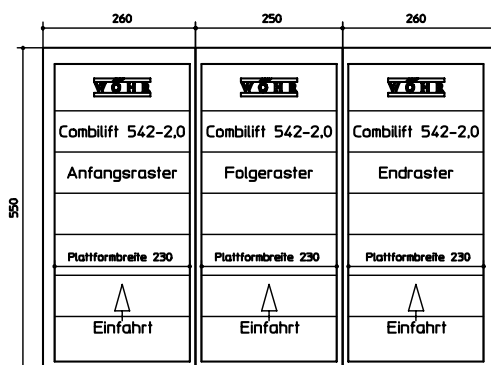 260 250 260
WÖHR WÖHR WÖHR
Combilift 542-2,0 Combilift 542-2,0 Combilift 542-2,0
Anfangsraster Folgeraster Endraster
550
Plattformbreite 230 Plattformbreite 230 Plattformbreite 230
Einfahrt Einfahrt Einfahrt